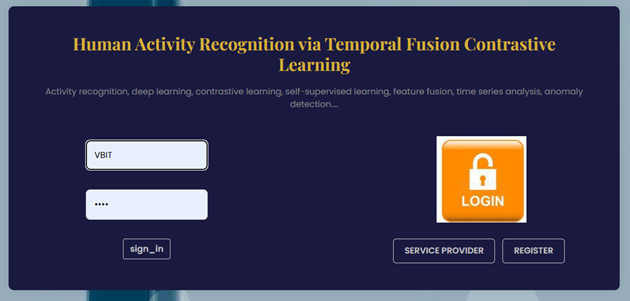 Human Activity Recognition via Temporal Fusion Contrastive
Learning
Activity recognition, deep learning, contrastive learning, self-supervised learning, feature fusion, time series analysis, anomaly
detection....
VBIT
••••
sign_in
LOGIN
SERVICE PROVIDER
REGISTER